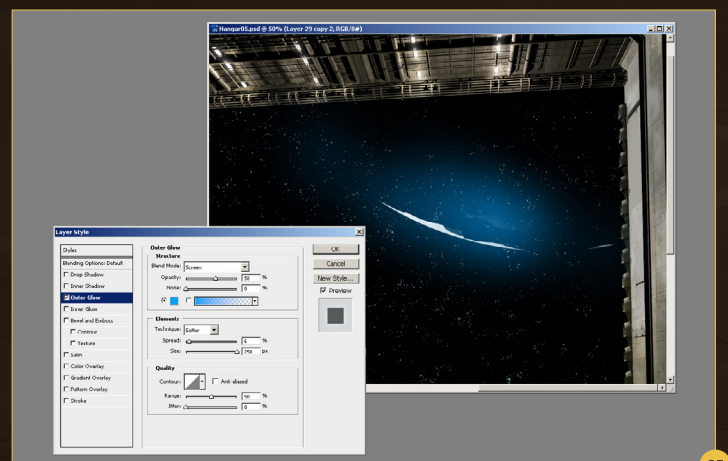 Hangar05.psd @ 50% (Layer 29 copy 2, RGB/8#)
Layer Style
Styles
Blending Options: Default
Drop Shadow
Inner Shadow
Outer Glow
Inner Glow
Bevel and Emboss
Contour
Texture
Satin
Color Overlay
Gradient Overlay
Pattern Overlay
Stroke
Outer Glow
Structure
Blend Mode: Screen
Opacity: 50 %
Noise: 0 %
Elements
Technique: Softer
Spread: %
Size: 250 px
Quality
Contour: Anti-aliased
Range: 50 %
Jitter: 0 %
OK
Cancel
New Style...
Preview